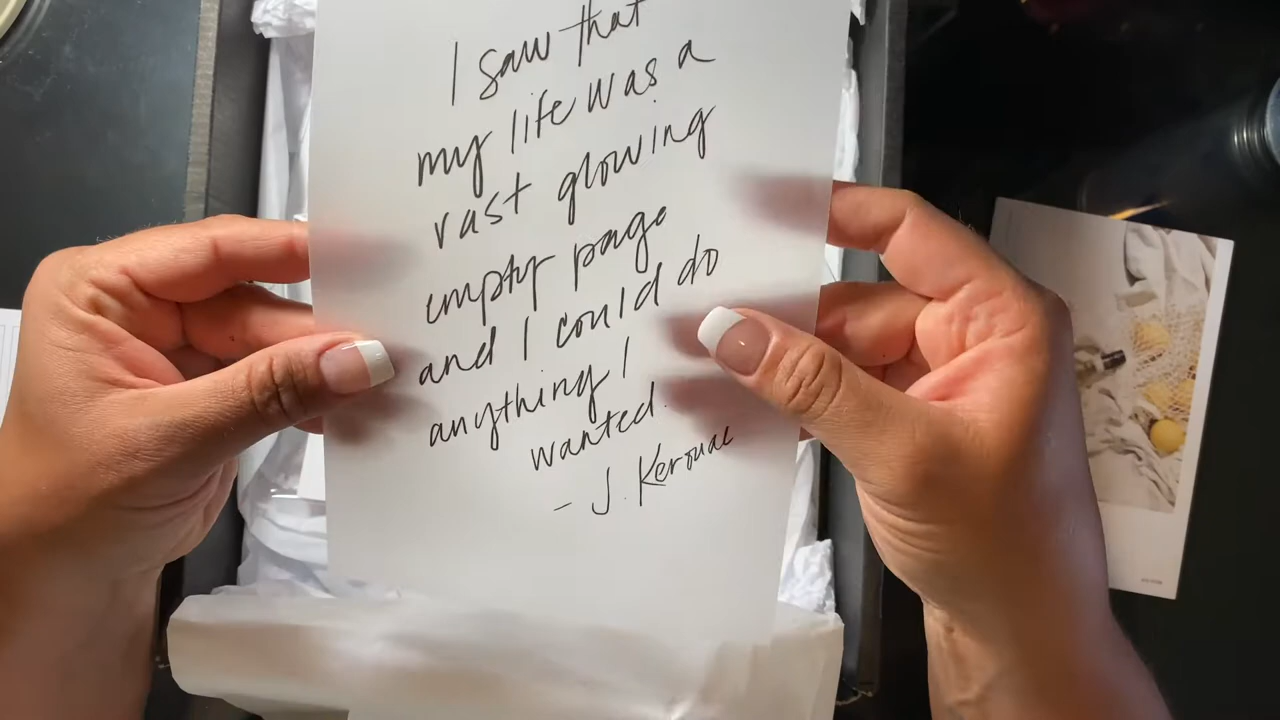 I saw that
my life was a
vast glowing
empty page
and I could do
anything I
wanted.
- J. Kerouac